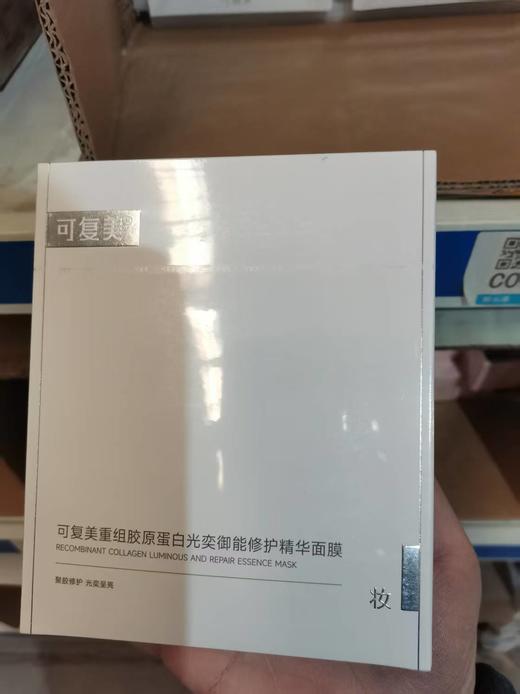 可复美
可复美重组胶原蛋白光奕御能修护精华面膜
RECOMBINANT COLLAGEN LUMINOUS AND REPAIR ESSENCE MASK
聚胶修护 光奕呈亮
妆
CO